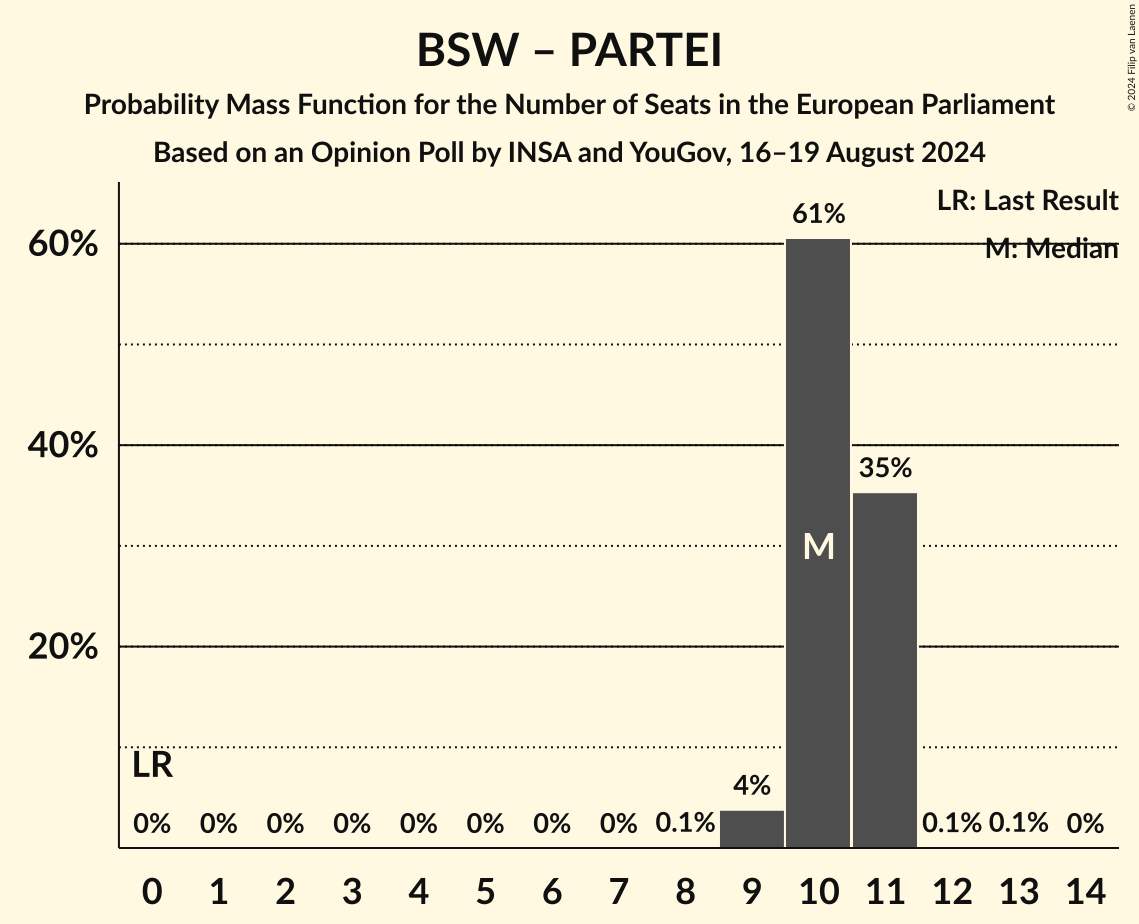 BSW – PARTEI
Probability Mass Function for the Number of Seats in the European Parliament
Based on an Opinion Poll by INSA and YouGov, 16–19 August 2024
© 2024 Filip van Laenen
LR: Last Result
M: Median
60%
40%
20%
61%
35%
M
LR
4%
0% 0% 0% 0% 0% 0% 0% 0% 0.1% 0.1% 0.1% 0%
0 1 2 3 4 5 6 7 8 9 10 11 12 13 14